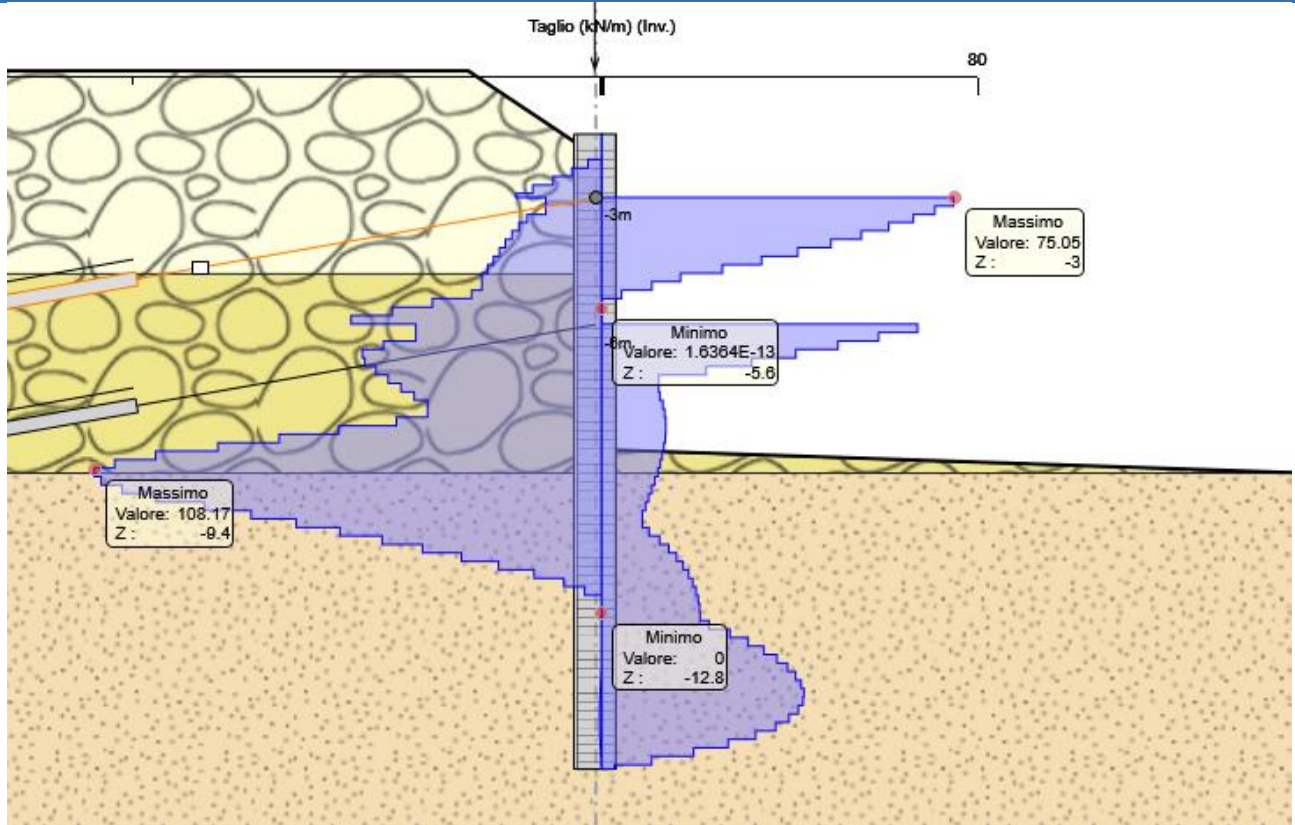 Taglio (kN/m) (Inv.)
80
-3m
Massimo
Valore: 75.05
Z : -3
-6m
Minimo
Valore: 1.6364E-13
Z : -5.6
Massimo
Valore: 108.17
Z : -9.4
Minimo
Valore: 0
Z : -12.8